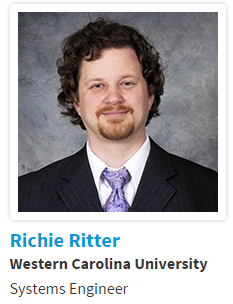 Richie Ritter
Western Carolina University
Systems Engineer